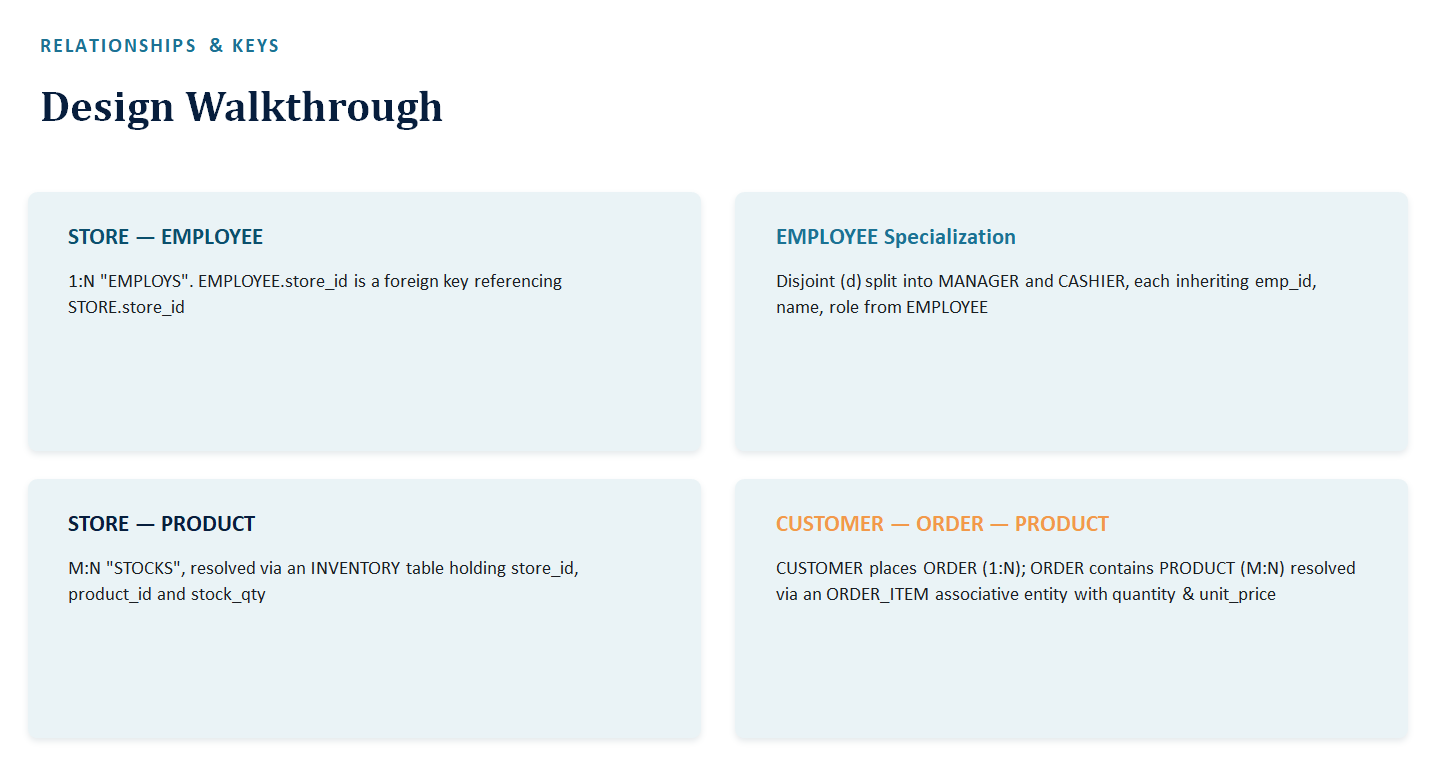 RELATIONSHIPS & KEYS
Design Walkthrough
STORE — EMPLOYEE
1:N "EMPLOYS". EMPLOYEE.store_id is a foreign key referencing
STORE.store_id
EMPLOYEE Specialization
Disjoint (d) split into MANAGER and CASHIER, each inheriting emp_id,
name, role from EMPLOYEE
STORE — PRODUCT
M:N "STOCKS", resolved via an INVENTORY table holding store_id,
product_id and stock_qty
CUSTOMER — ORDER — PRODUCT
CUSTOMER places ORDER (1:N); ORDER contains PRODUCT (M:N) resolved
via an ORDER_ITEM associative entity with quantity & unit_price